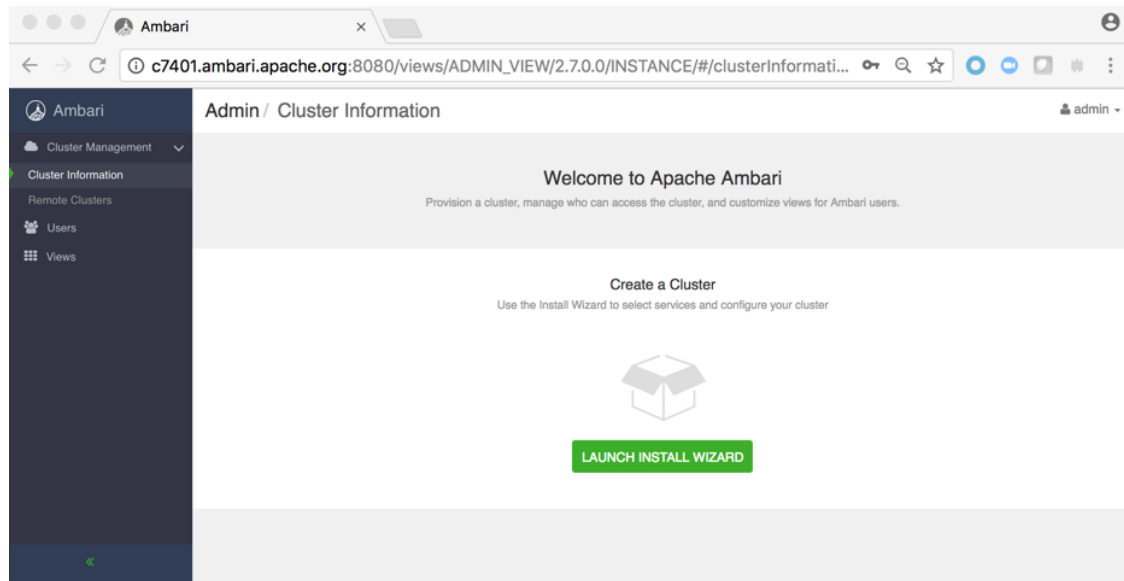 Ambari
c7401.ambari.apache.org:8080/views/ADMIN_VIEW/2.7.0.0/INSTANCE/#/clusterInformati...
Ambari
Admin / Cluster Information
admin
Cluster Management
Cluster Information
Remote Clusters
Users
Views
Welcome to Apache Ambari
Provision a cluster, manage who can access the cluster, and customize views for Ambari users.
Create a Cluster
Use the Install Wizard to select services and configure your cluster
LAUNCH INSTALL WIZARD